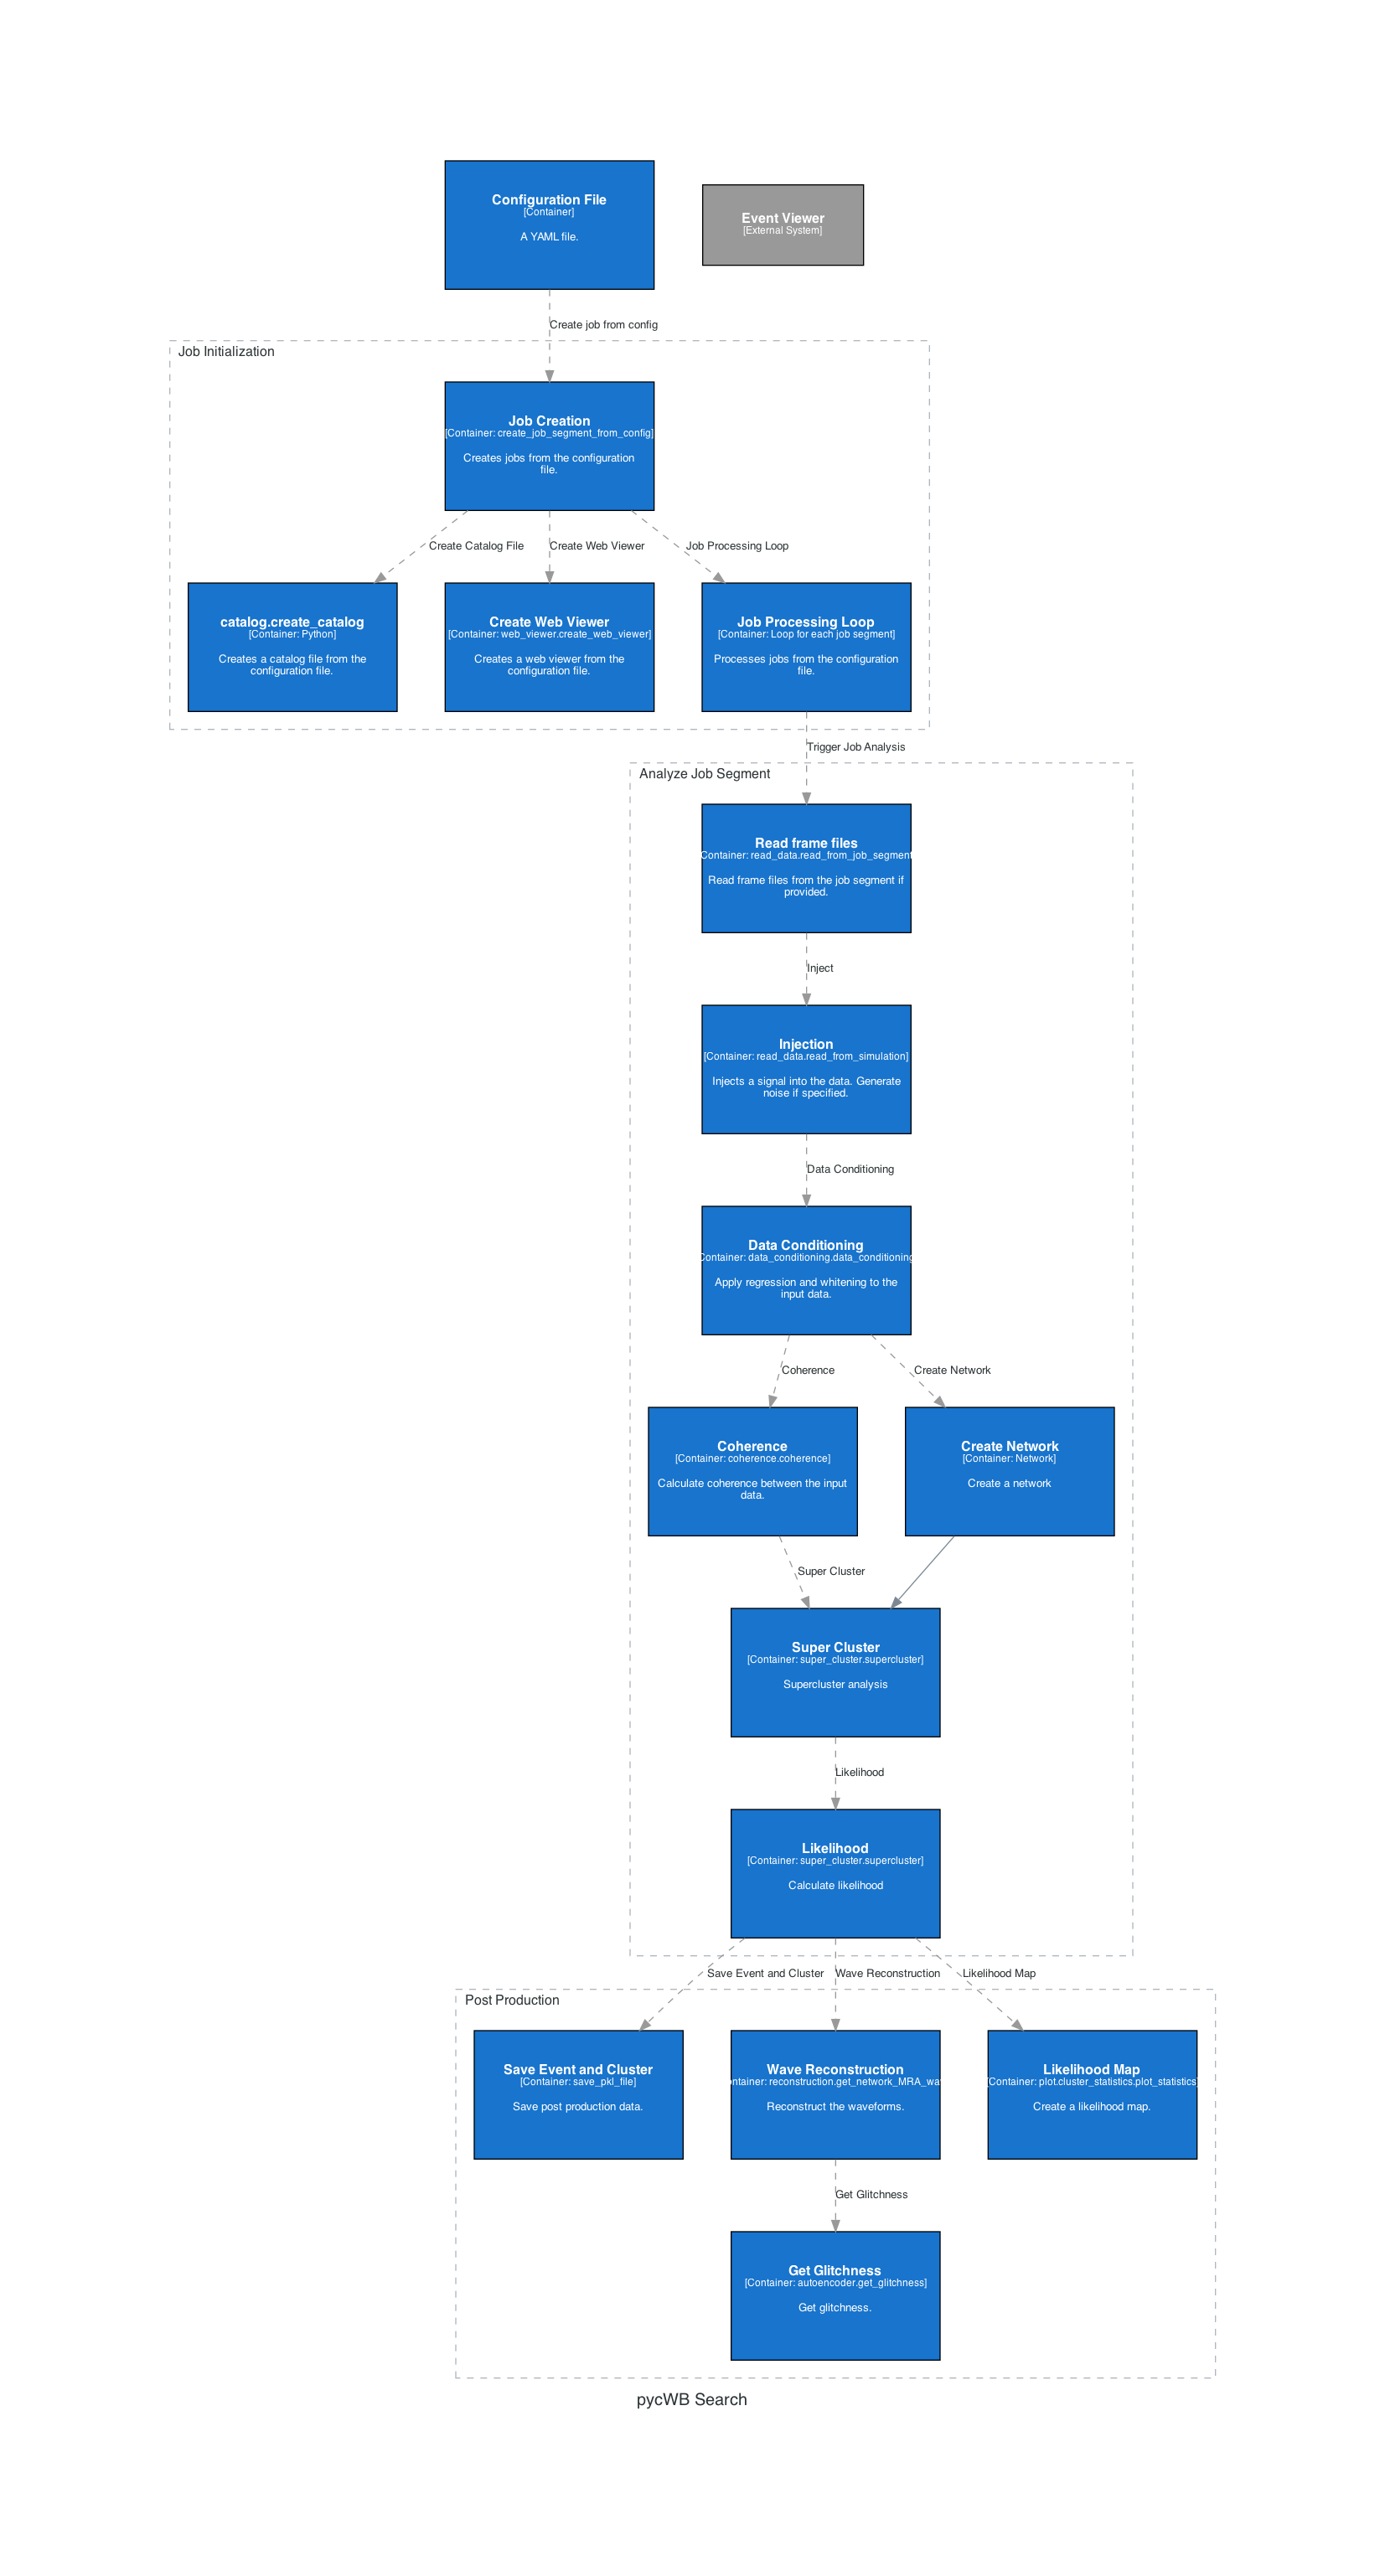 Configuration File
[Container]
A YAML file.
Event Viewer
[External System]
Create job from config
Job Initialization
Job Creation
[Container: create_job_segment_from_config]
Creates jobs from the configuration
file.
Create Catalog File
Create Web Viewer
Job Processing Loop
catalog.create_catalog
[Container: Python]
Creates a catalog file from the
configuration file.
Create Web Viewer
[Container: web_viewer.create_web_viewer]
Creates a web viewer from the
configuration file.
Job Processing Loop
[Container: Loop for each job segment]
Processes jobs from the configuration
file.
Trigger Job Analysis
Analyze Job Segment
Read frame files
Container: read_data.read_from_job_segment
Read frame files from the job segment if
provided.
Inject
Injection
[Container: read_data.read_from_simulation]
Injects a signal into the data. Generate
noise if specified.
Data Conditioning
Data Conditioning
Container: data_conditioning.data_conditioning
Apply regression and whitening to the
input data.
Coherence
Create Network
Coherence
[Container: coherence.coherence]
Calculate coherence between the input
data.
Create Network
[Container: Network]
Create a network
Super Cluster
Super Cluster
[Container: super_cluster.supercluster]
Supercluster analysis
Likelihood
Likelihood
[Container: super_cluster.supercluster]
Calculate likelihood
Save Event and Cluster
Wave Reconstruction
Likelihood Map
Post Production
Save Event and Cluster
[Container: save_pkl_file]
Save post production data.
Wave Reconstruction
ntainer: reconstruction.get_network_MRA_wa
Reconstruct the waveforms.
Likelihood Map
[Container: plot.cluster_statistics.plot_statistics]
Create a likelihood map.
Get Glitchness
Get Glitchness
[Container: autoencoder.get_glitchness]
Get glitchness.
pycWB Search